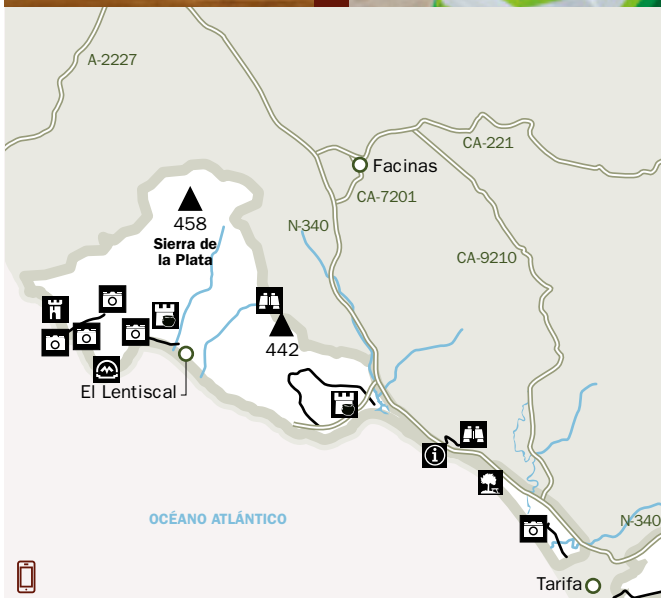 A-2227
CA-221
Facinas
CA-7201
458
Sierra de
la Plata
N-340
CA-9210
442
El Lentiscal
OCÉANO ATLÁNTICO
N-340
Tarifa